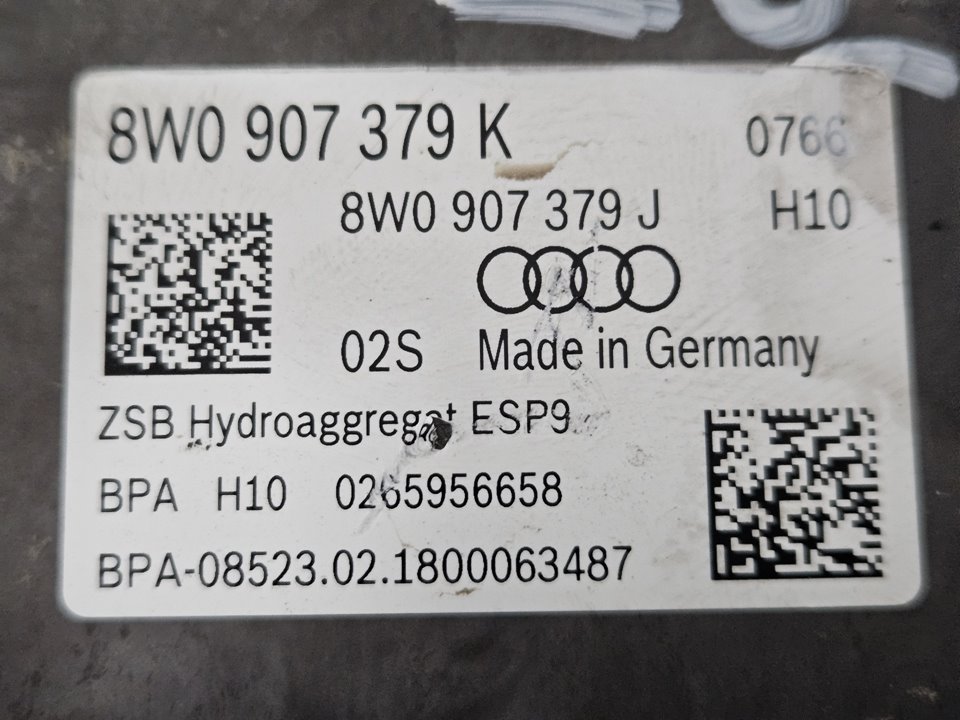 8W0 907 379 K 0766
8W0 907 379 J H10
02S Made in Germany
ZSB Hydroaggregat ESP9
BPA H10 0265956658
BPA-08523.02.1800063487